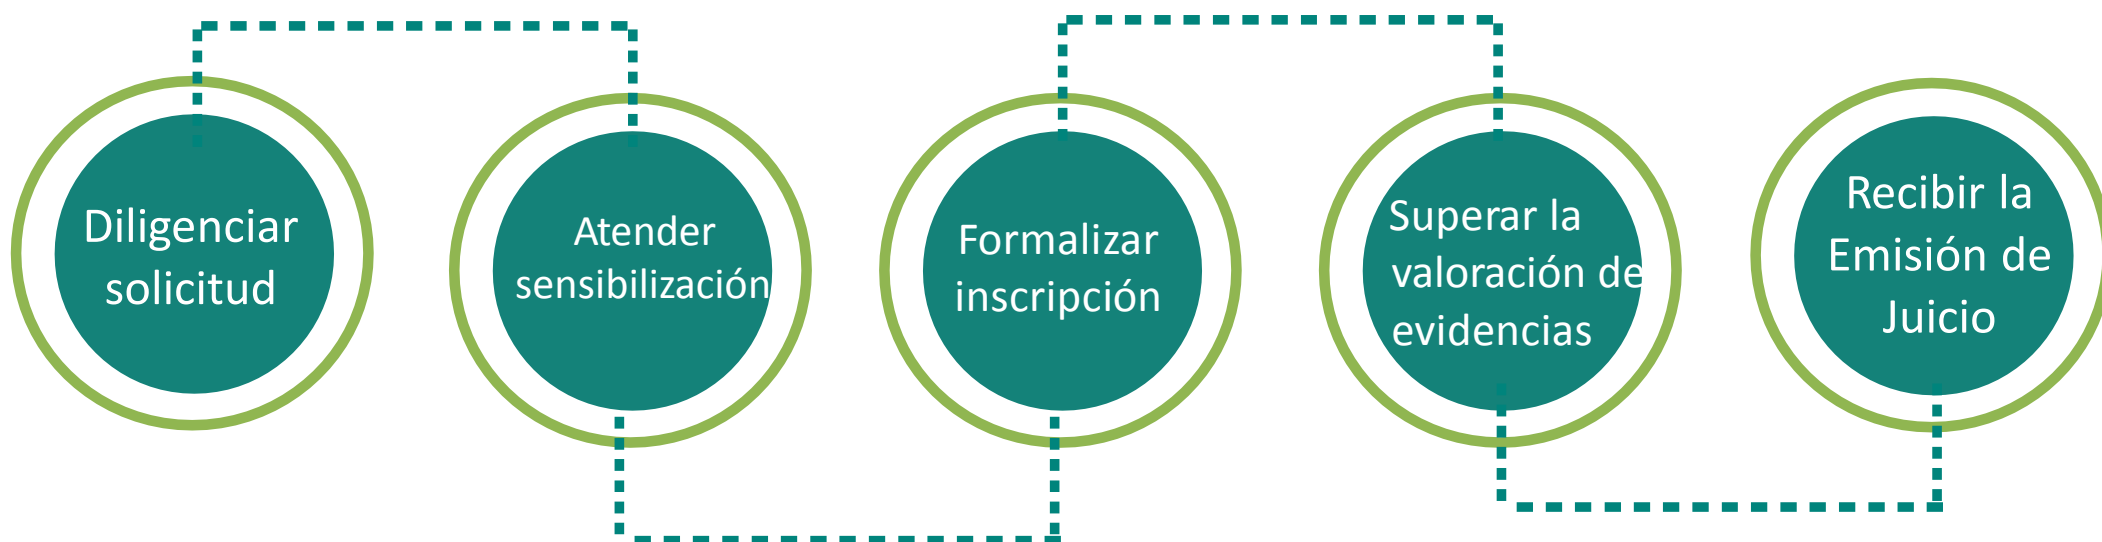 Diligenciar
solicitud
Atender
sensibilización
Formalizar
inscripción
Superar la
valoración de
evidencias
Recibir la
Emisión de
Juicio